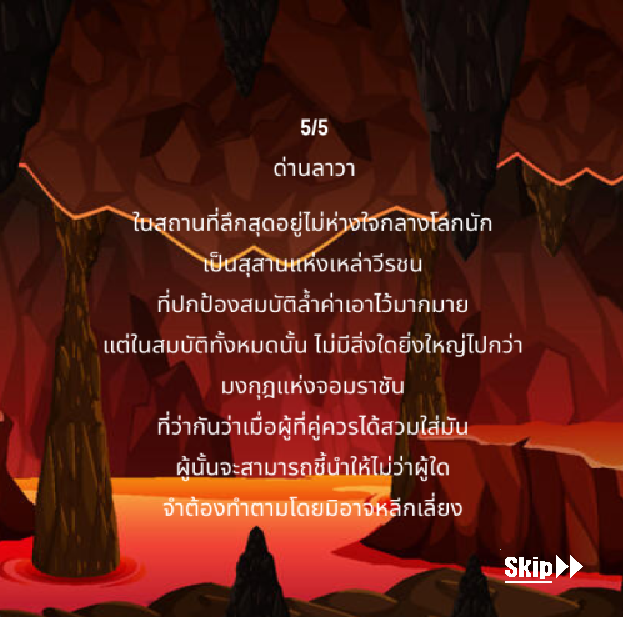 5/5
ด่านลาวา
ในสถานที่ลึกสุดอยู่ไม่ห่างใจกลางโลกนัก
เป็นสุสานแห่งเหล่าวีรชน
ที่ปกป้องสมบัติล้ำค่าเอาไว้มากมาย
แต่ในสมบัติทั้งหมดนั้น ไม่มีสิ่งใดยิ่งใหญ่ไปกว่า
มงกุฎแห่งจอมราชัน
ที่ว่ากันว่าเมื่อผู้ที่คู่ควรได้สวมใส่มัน
ผู้นั้นจะสามารถชี้นำให้ไม่ว่าผู้ใด
จำต้องทำตามโดยมิอาจหลีกเลี่ยง
Skip